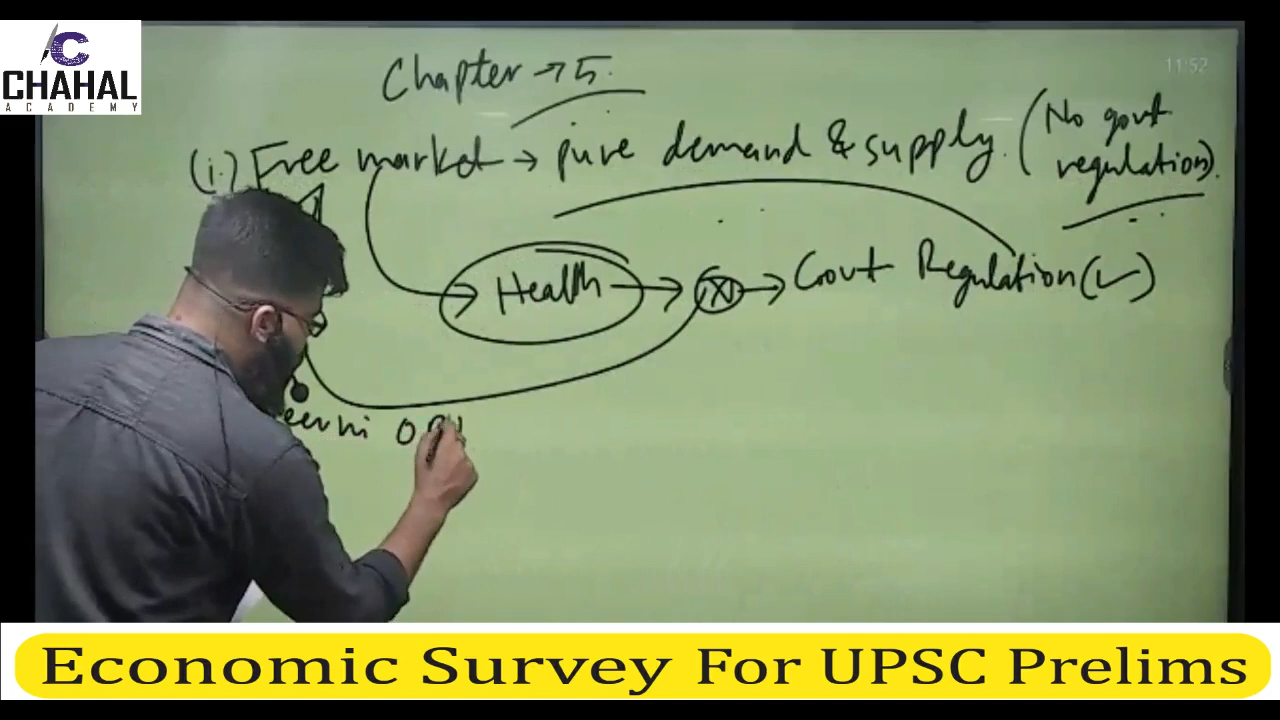 CHAHAL
ACADEMY
11:52
Chapter → 5.
(i.) Free market → pure demand & supply. (No govt
regulation).
Health → (X) → Govt Regulation (✓)
Economic Survey For UPSC Prelims